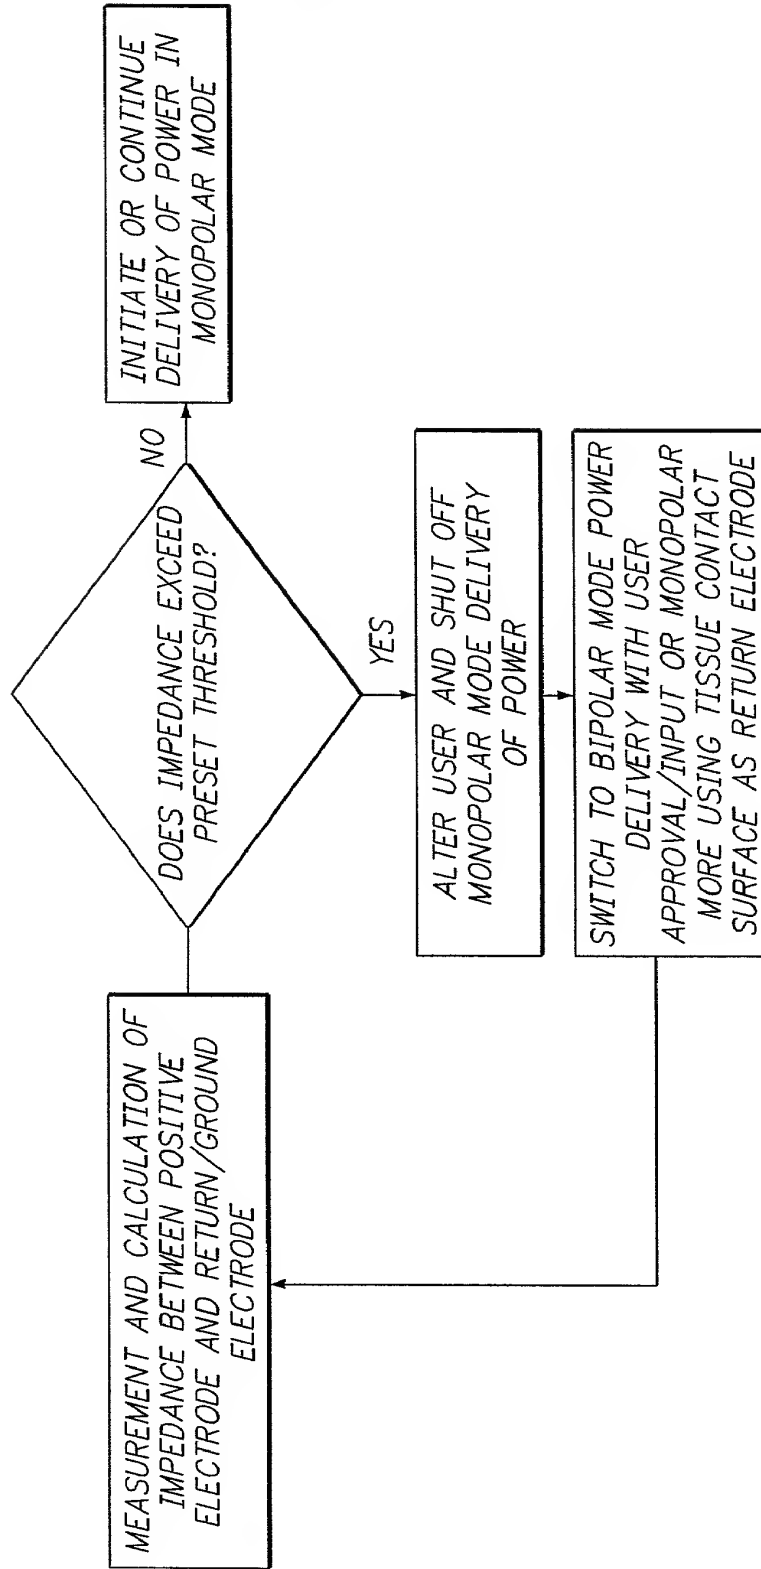 MEASUREMENT AND CALCULATION OF
IMPEDANCE BETWEEN POSITIVE
ELECTRODE AND RETURN/GROUND
ELECTRODE
DOES IMPEDANCE EXCEED
PRESET THRESHOLD?
NO
INITIATE OR CONTINUE
DELIVERY OF POWER IN
MONOPOLAR MODE
YES
ALTER USER AND SHUT OFF
MONOPOLAR MODE DELIVERY
OF POWER
SWITCH TO BIPOLAR MODE POWER
DELIVERY WITH USER
APPROVAL/INPUT OR MONOPOLAR
MORE USING TISSUE CONTACT
SURFACE AS RETURN ELECTRODE